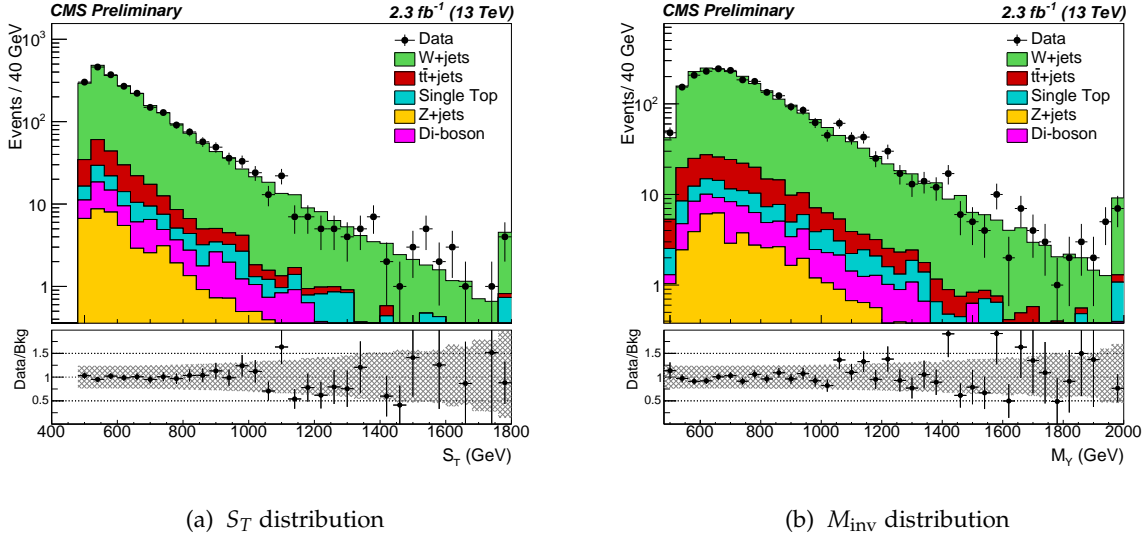 CMS Preliminary 2.3 fb⁻¹ (13 TeV)
Events / 40 GeV
10³
10²
10
1
Data
W+jets
tt̄+jets
Single Top
Z+jets
Di-boson
Data/Bkg
1.5
1
0.5
400 600 800 1000 1200 1400 1600 1800
S_T (GeV)
(a) S_T distribution
CMS Preliminary 2.3 fb⁻¹ (13 TeV)
Events/ 40 GeV
10²
10
1
Data
W+jets
tt̄+jets
Single Top
Z+jets
Di-boson
Data/Bkg
1.5
1
0.5
600 800 1000 1200 1400 1600 1800 2000
M_Y (GeV)
(b) M_inv distribution